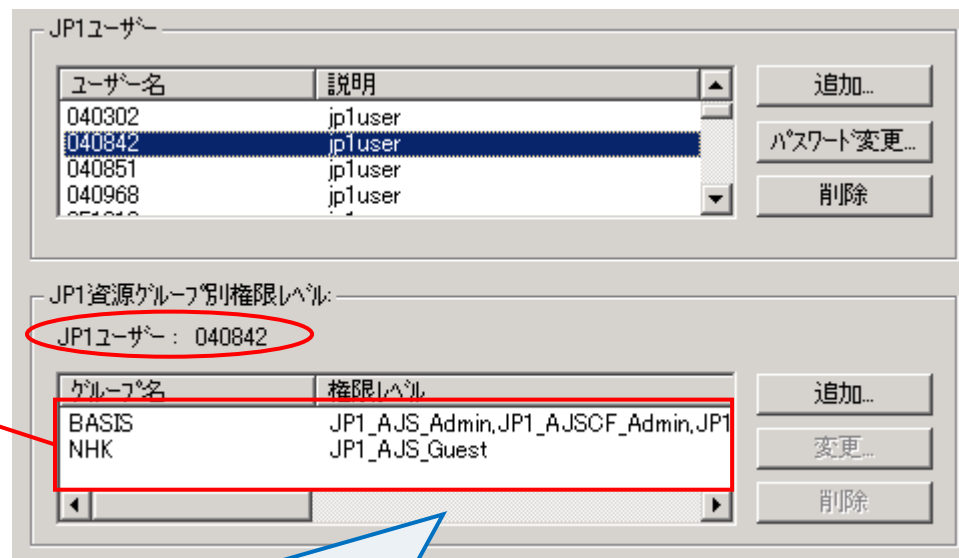 JP1ユーザー
ユーザー名 説明
040302 jp1user
040842 jp1user
040851 jp1user
040968 jp1user
追加...
パスワード変更...
削除
JP1資源グループ別権限レベル:
JP1ユーザー : 040842
グループ名 権限レベル
BASIS JP1_AJS_Admin,JP1_AJSCF_Admin,JP1
NHK JP1_AJS_Guest
追加...
変更...
削除